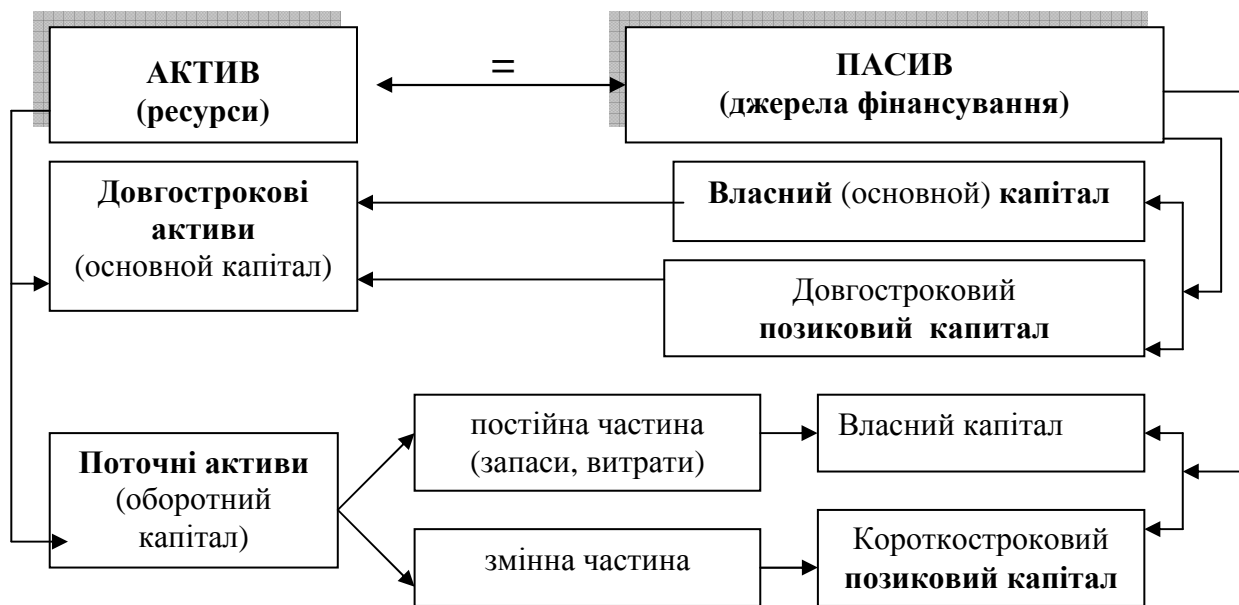 АКТИВ
(ресурси)
=
ПАСИВ
(джерела фінансування)
Довгострокові
активи
(основной капітал)
Власний (основной) капітал
Довгостроковий
позиковий капитал
Поточні активи
(оборотний
капітал)
постійна частина
(запаси, витрати)
Власний капітал
змінна частина
Короткостроковий
позиковий капітал